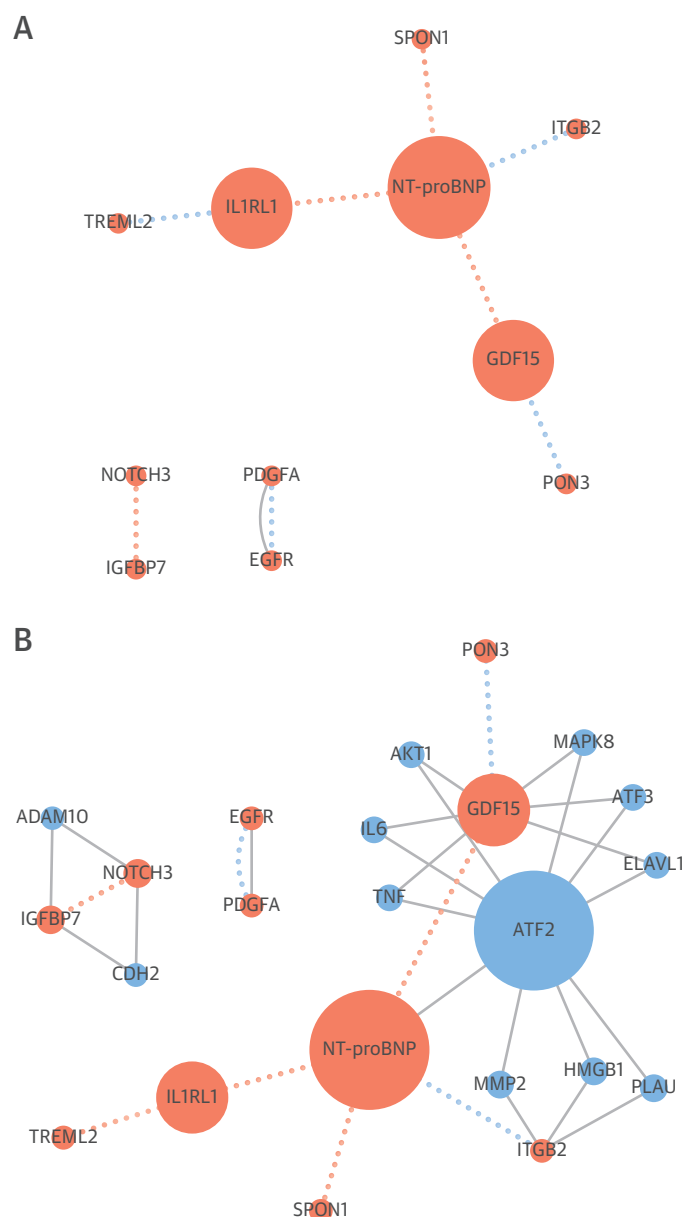 A
SPON1
ITGB2
NT-proBNP
IL1RL1
TREML2
GDF15
NOTCH3
PDGFA
PON3
EGFR
IGFBP7
B
PON3
AKT1
MAPK8
ATF3
GDF15
ADAM10
EGFR
IL6
ELAVL1
NOTCH3
TNF
PDGFA
IGFBP7
ATF2
CDH2
NT-proBNP
HMGB1
MMP2
PLAU
IL1RL1
TREML2
ITGB2
SPON1